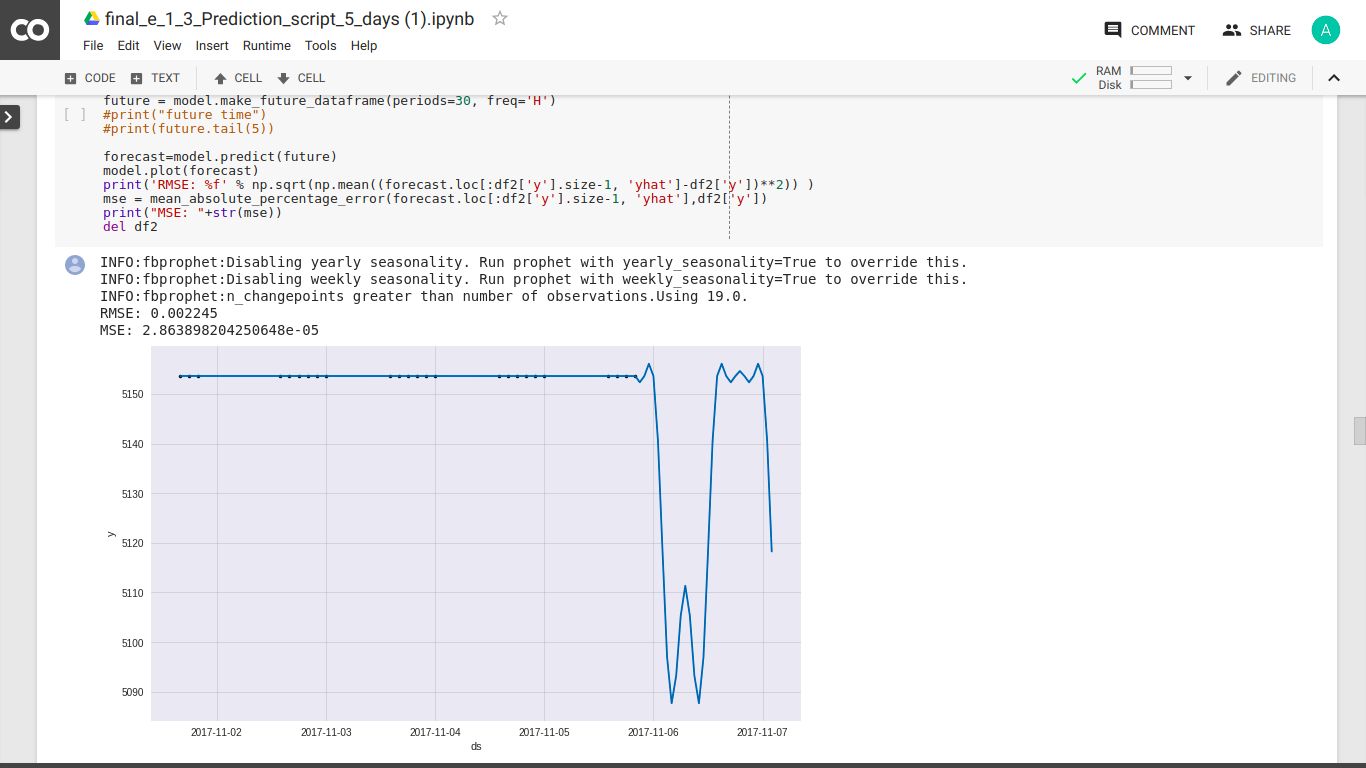 CO
final_e_1_3_Prediction_script_5_days (1).ipynb
COMMENT
SHARE
A
File Edit View Insert Runtime Tools Help
CODE TEXT CELL CELL
RAM
Disk
EDITING
future = model.make_future_dataframe(periods=30, freq='H')
[ ] #print("future time")
#print(future.tail(5))
forecast=model.predict(future)
model.plot(forecast)
print('RMSE: %f' % np.sqrt(np.mean((forecast.loc[:df2['y'].size-1, 'yhat']-df2['y'])**2)) )
mse = mean_absolute_percentage_error(forecast.loc[:df2['y'].size-1, 'yhat'],df2['y'])
print("MSE: "+str(mse))
del df2
INFO:fbprophet:Disabling yearly seasonality. Run prophet with yearly_seasonality=True to override this.
INFO:fbprophet:Disabling weekly seasonality. Run prophet with weekly_seasonality=True to override this.
INFO:fbprophet:n_changepoints greater than number of observations.Using 19.0.
RMSE: 0.002245
MSE: 2.863898204250648e-05
5150
5140
5130
5120
5110
5100
5090
y
2017-11-02 2017-11-03 2017-11-04 2017-11-05 2017-11-06 2017-11-07
ds